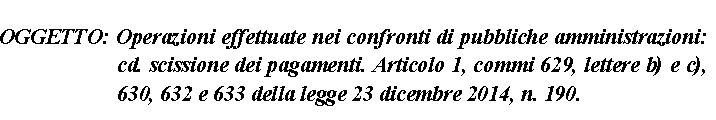 OGGETTO: Operazioni effettuate nei confronti di pubbliche amministrazioni:
cd. scissione dei pagamenti. Articolo 1, commi 629, lettere b) e c),
630, 632 e 633 della legge 23 dicembre 2014, n. 190.